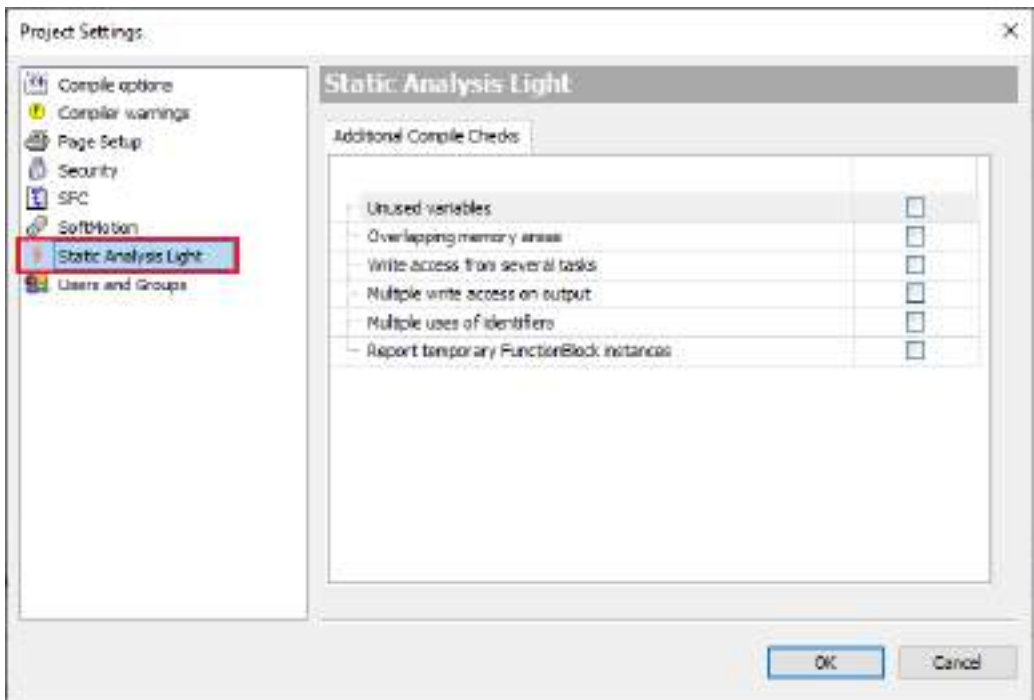 Project Settings
Compile options
Compiler warnings
Page Setup
Security
SFC
SoftMotion
Static Analysis Light
Users and Groups
Static Analysis Light
Additional Compile Checks
Unused variables
Overlapping memory areas
Write access from several tasks
Multiple write access on output
Multiple uses of identifiers
Report temporary FunctionBlock instances
OK
Cancel